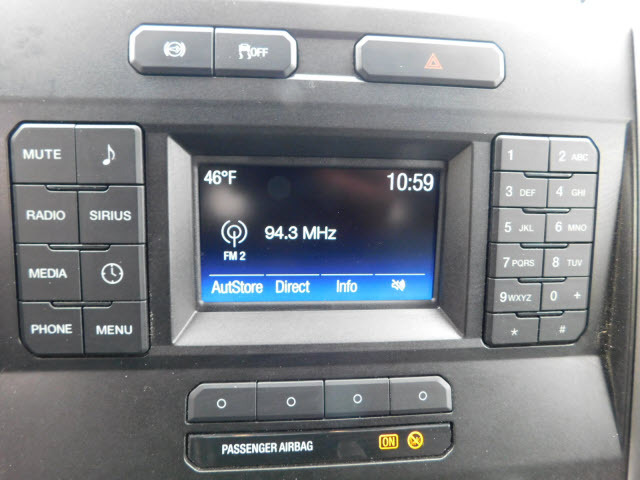 OFF
MUTE
RADIO SIRIUS
MEDIA
PHONE MENU
46°F 10:59
94.3 MHz
FM 2
AutStore Direct Info
1 2 ABC
3 DEF 4 GHI
5 JKL 6 MNO
7 PQRS 8 TUV
9 WXYZ 0 +
* #
PASSENGER AIRBAG ON